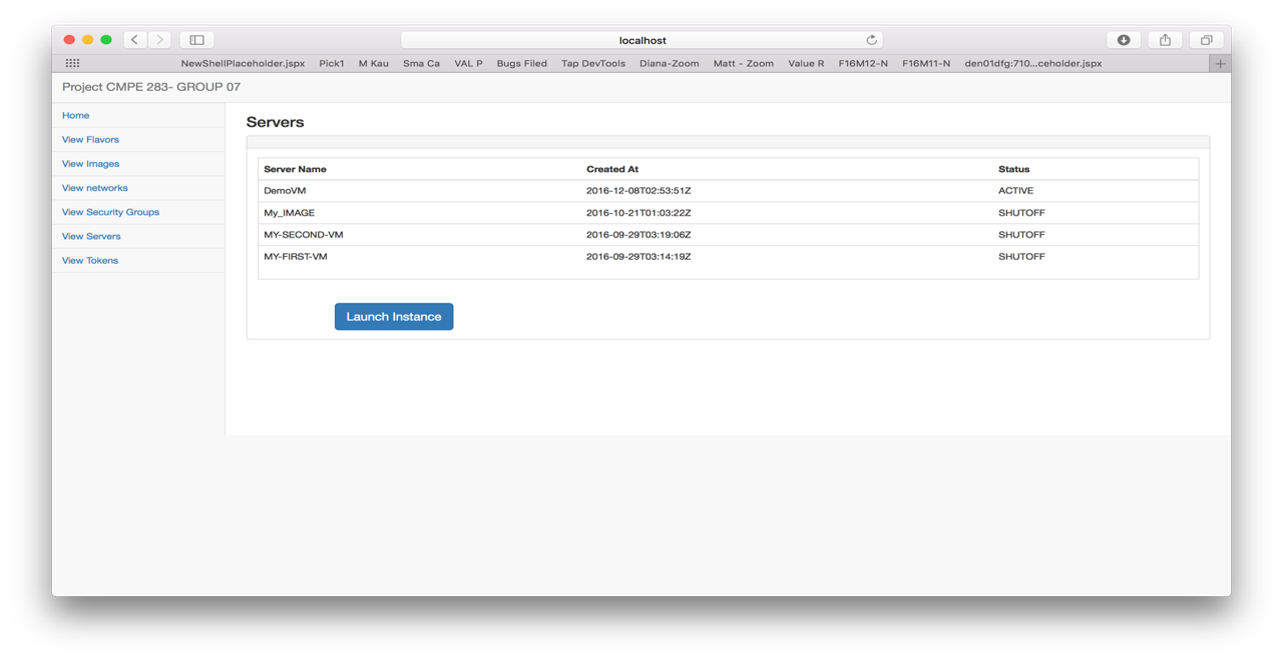 localhost
NewShellPlaceholder.jspx Pick1 M Kau Sma Ca VAL P Bugs Filed Tap DevTools Diana-Zoom Matt - Zoom Value R F16M12-N F16M11-N den01dfg:710...ceholder.jspx
Project CMPE 283- GROUP 07
Home
View Flavors
View Images
View networks
View Security Groups
View Servers
View Tokens
Servers
Server Name Created At Status
DemoVM 2016-12-08T02:53:51Z ACTIVE
My_IMAGE 2016-10-21T01:03:22Z SHUTOFF
MY-SECOND-VM 2016-09-29T03:19:06Z SHUTOFF
MY-FIRST-VM 2016-09-29T03:14:19Z SHUTOFF
Launch Instance